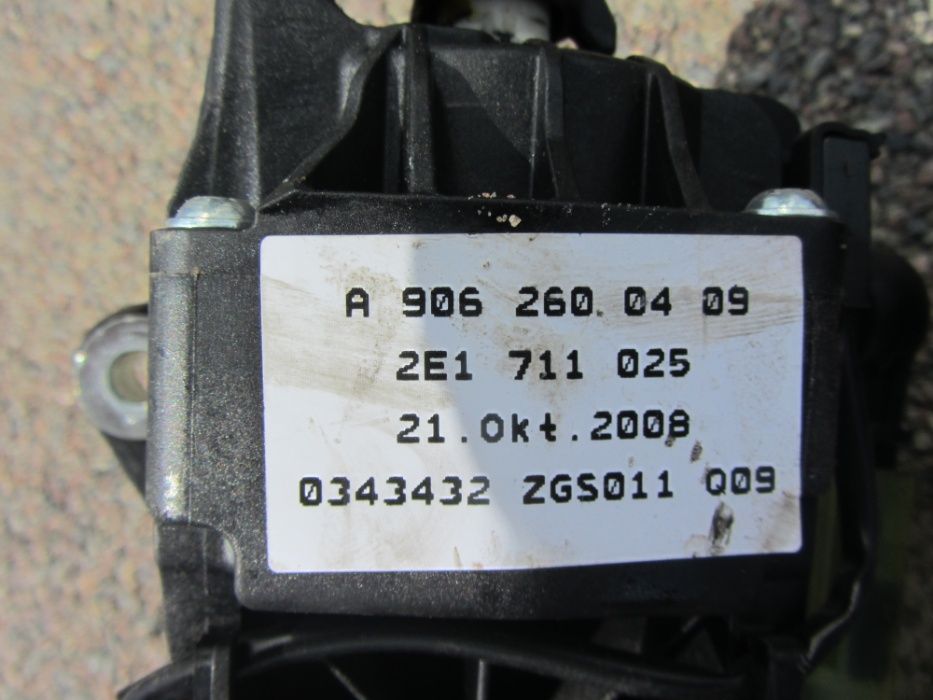 A 906 260 04 09
2E1 711 025
21.Okt.2008
0343432 ZGS011 Q09